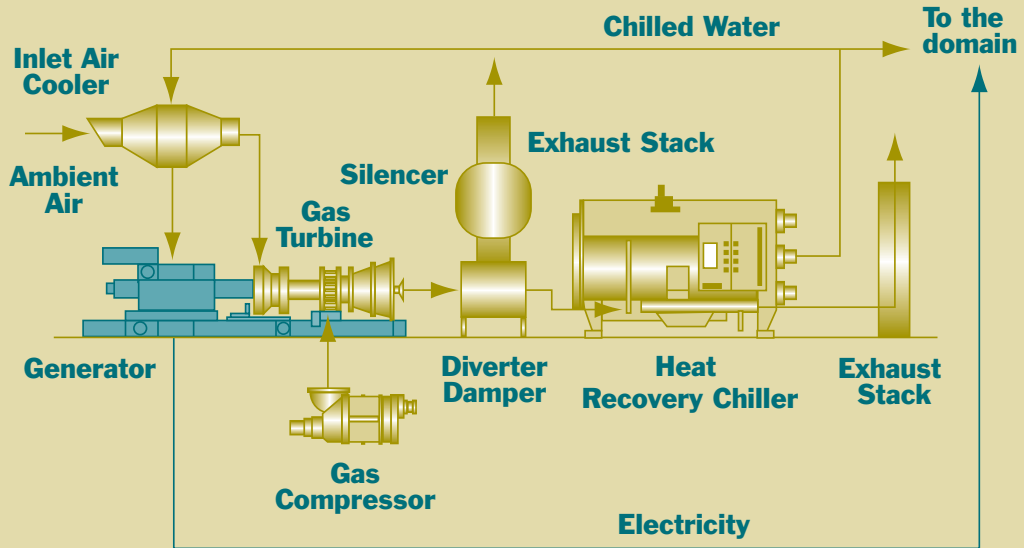 Chilled Water
To the
domain
Inlet Air
Cooler
Exhaust Stack
Silencer
Ambient
Air
Gas
Turbine
Generator
Diverter
Damper
Heat
Recovery Chiller
Exhaust
Stack
Gas
Compressor
Electricity